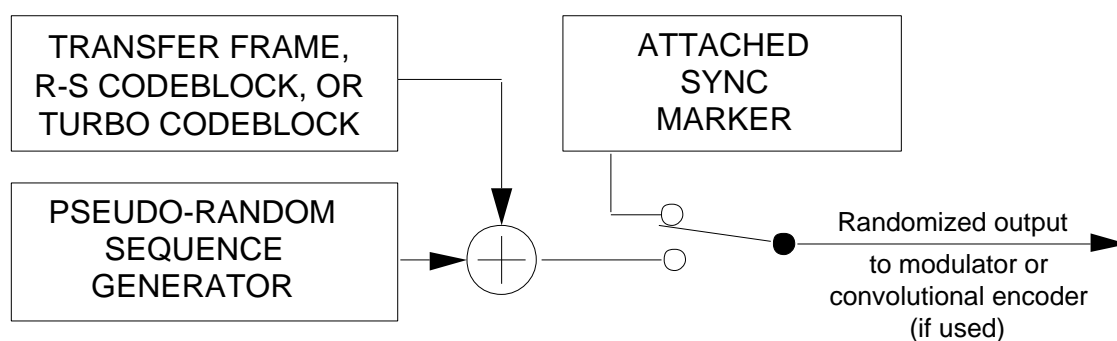 TRANSFER FRAME,
R-S CODEBLOCK, OR
TURBO CODEBLOCK
ATTACHED
SYNC
MARKER
PSEUDO-RANDOM
SEQUENCE
GENERATOR
Randomized output
to modulator or
convolutional encoder
(if used)